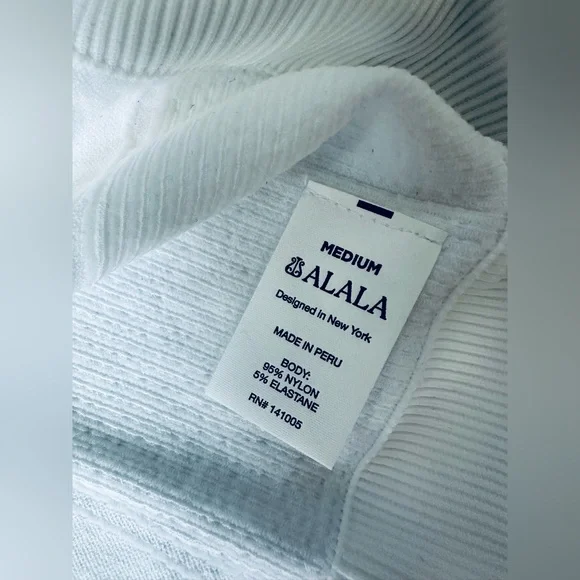 MEDIUM
ALALA
Designed in New York
MADE IN PERU
BODY:
95% NYLON
5% ELASTANE
RN# 141005